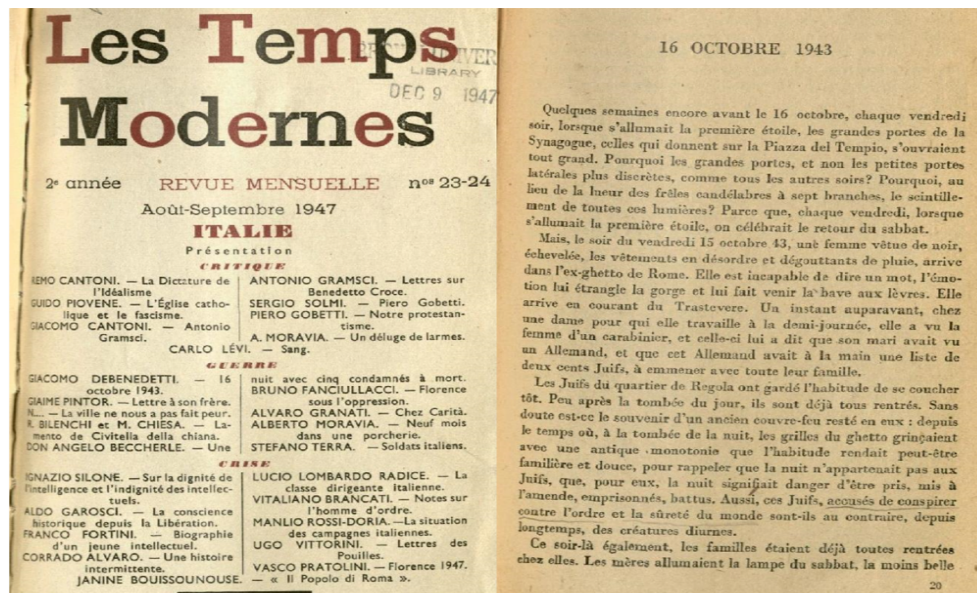 Les Temps
Modernes
LIBRARY
DEC 9 1947
2e année REVUE MENSUELLE nos 23-24
Août-Septembre 1947
ITALIE
Présentation
CRITIQUE
REMO CANTONI. — La Dictature de
l'Idéalisme
GUIDO PIOVENE. — L'Église catho-
lique et le fascisme.
GIACOMO CANTONI. — Antonio
Gramsci.
ANTONIO GRAMSCI. — Lettres sur
Benedetto Croce.
SERGIO SOLMI. — Piero Gobetti.
PIERO GOBETTI. — Notre protestan-
tisme.
A. MORAVIA. — Un déluge de larmes.
CARLO LÉVI. — Sang.
GUERRE
GIACOMO DEBENEDETTI. — 16
octobre 1943.
GIAIME PINTOR. — Lettre à son frère.
N... — La ville ne nous a pas fait peur.
R. BILENCHI et M. CHIESA. — La-
mento de Civitella della chiana.
DON ANGELO BECCHERLE. — Une
nuit avec cinq condamnés à mort.
BRUNO FANCIULLACCI. — Florence
sous l'oppression.
ALVARO GRANATI. — Chez Carità.
ALBERTO MORAVIA. — Neuf mois
dans une porcherie.
STEFANO TERRA. — Soldats italiens.
CRISE
IGNAZIO SILONE. — Sur la dignité de
l'intelligence et l'indignité des intellec-
tuels.
ALDO GAROSCI. — La conscience
historique depuis la Libération.
FRANCO FORTINI. — Biographie
d'un jeune intellectuel.
CORRADO ALVARO. — Une histoire
intermittente.
LUCIO LOMBARDO RADICE. — La
classe dirigeante italienne.
VITALIANO BRANCATI. — Notes sur
l'homme d'ordre.
MANLIO ROSSI-DORIA. — La situation
des campagnes italiennes.
UGO VITTORINI. — Lettres des
Pouilles.
VASCO PRATOLINI. — Florence 1947.
JANINE BOUISSOUNOUSE. — « Il Popolo di Roma ».
16 OCTOBRE 1943
Quelques semaines encore avant le 16 octobre, chaque vendredi
soir, lorsque s'allumait la première étoile, les grandes portes de la
Synagogue, celles qui donnent sur la Piazza del Tempio, s'ouvraient
tout grand. Pourquoi les grandes portes, et non les petites portes
latérales plus discrètes, comme tous les autres soirs? Pourquoi, au
lieu de la lueur des frêles candélabres à sept branches, le scintille-
ment de toutes ces lumières? Parce que, chaque vendredi, lorsque
s'allumait la première étoile, on célébrait le retour du sabbat.
Mais, le soir du vendredi 15 octobre 43, une femme vêtue de noir,
échevelée, les vêtements en désordre et dégouttants de pluie, arrive
dans l'ex-ghetto de Rome. Elle est incapable de dire un mot, l'émo-
tion lui étrangle la gorge et lui fait venir la bave aux lèvres. Elle
arrive en courant du Trastevere. Un instant auparavant, chez
une dame pour qui elle travaille à la demi-journée, elle a vu la
femme d'un carabinier, et celle-ci lui a dit que son mari avait vu
un Allemand, et que cet Allemand avait à la main une liste de
deux cents Juifs, à emmener avec toute leur famille.
Les Juifs du quartier de Regola ont gardé l'habitude de se coucher
tôt. Peu après la tombée du jour, ils sont déjà tous rentrés. Sans
doute est-ce le souvenir d'un ancien couvre-feu resté en eux : depuis
le temps où, à la tombée de la nuit, les grilles du ghetto grinçaient
avec une antique monotonie que l'habitude rendait peut-être
familière et douce, pour rappeler que la nuit n'appartenait pas aux
Juifs, que, pour eux, la nuit signifiait danger d'être pris, mis à
l'amende, emprisonnés, battus. Aussi, ces Juifs, accusés de conspirer
contre l'ordre et la sûreté du monde sont-ils au contraire, depuis
longtemps, des créatures diurnes.
Ce soir-là également, les familles étaient déjà toutes rentrées
chez elles. Les mères allumaient la lampe du sabbat, la moins belle
20